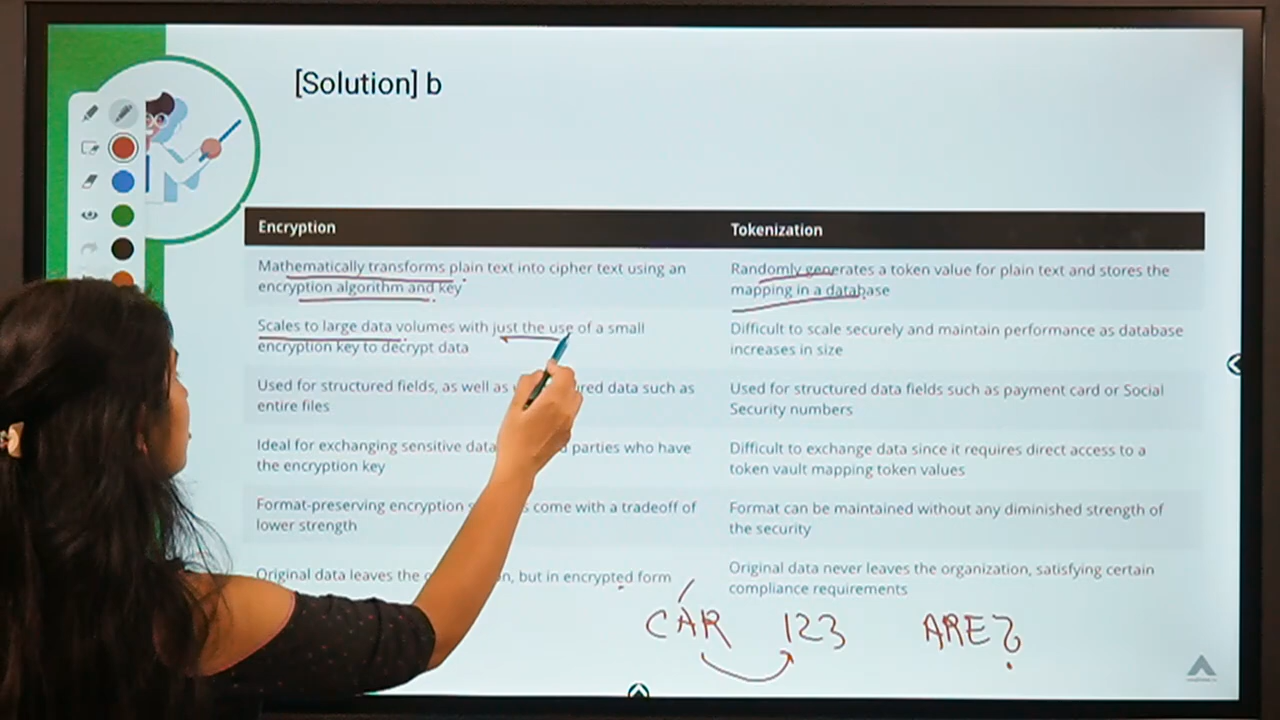 [Solution] b
Encryption
Tokenization
Mathematically transforms plain text into cipher text using an
encryption algorithm and key
Randomly generates a token value for plain text and stores the
mapping in a database
Scales to large data volumes with just the use of a small
encryption key to decrypt data
Difficult to scale securely and maintain performance as database
increases in size
Used for structured fields, as well as data such as
entire files
Used for structured data fields such as payment card or Social
Security numbers
Ideal for exchanging sensitive data parties who have
the encryption key
Difficult to exchange data since it requires direct access to a
token vault mapping token values
Format-preserving encryption come with a tradeoff of
lower strength
Format can be maintained without any diminished strength of
the security
Original data leaves the but in encrypted form
Original data never leaves the organization, satisfying certain
compliance requirements
CAR 123 ARE?